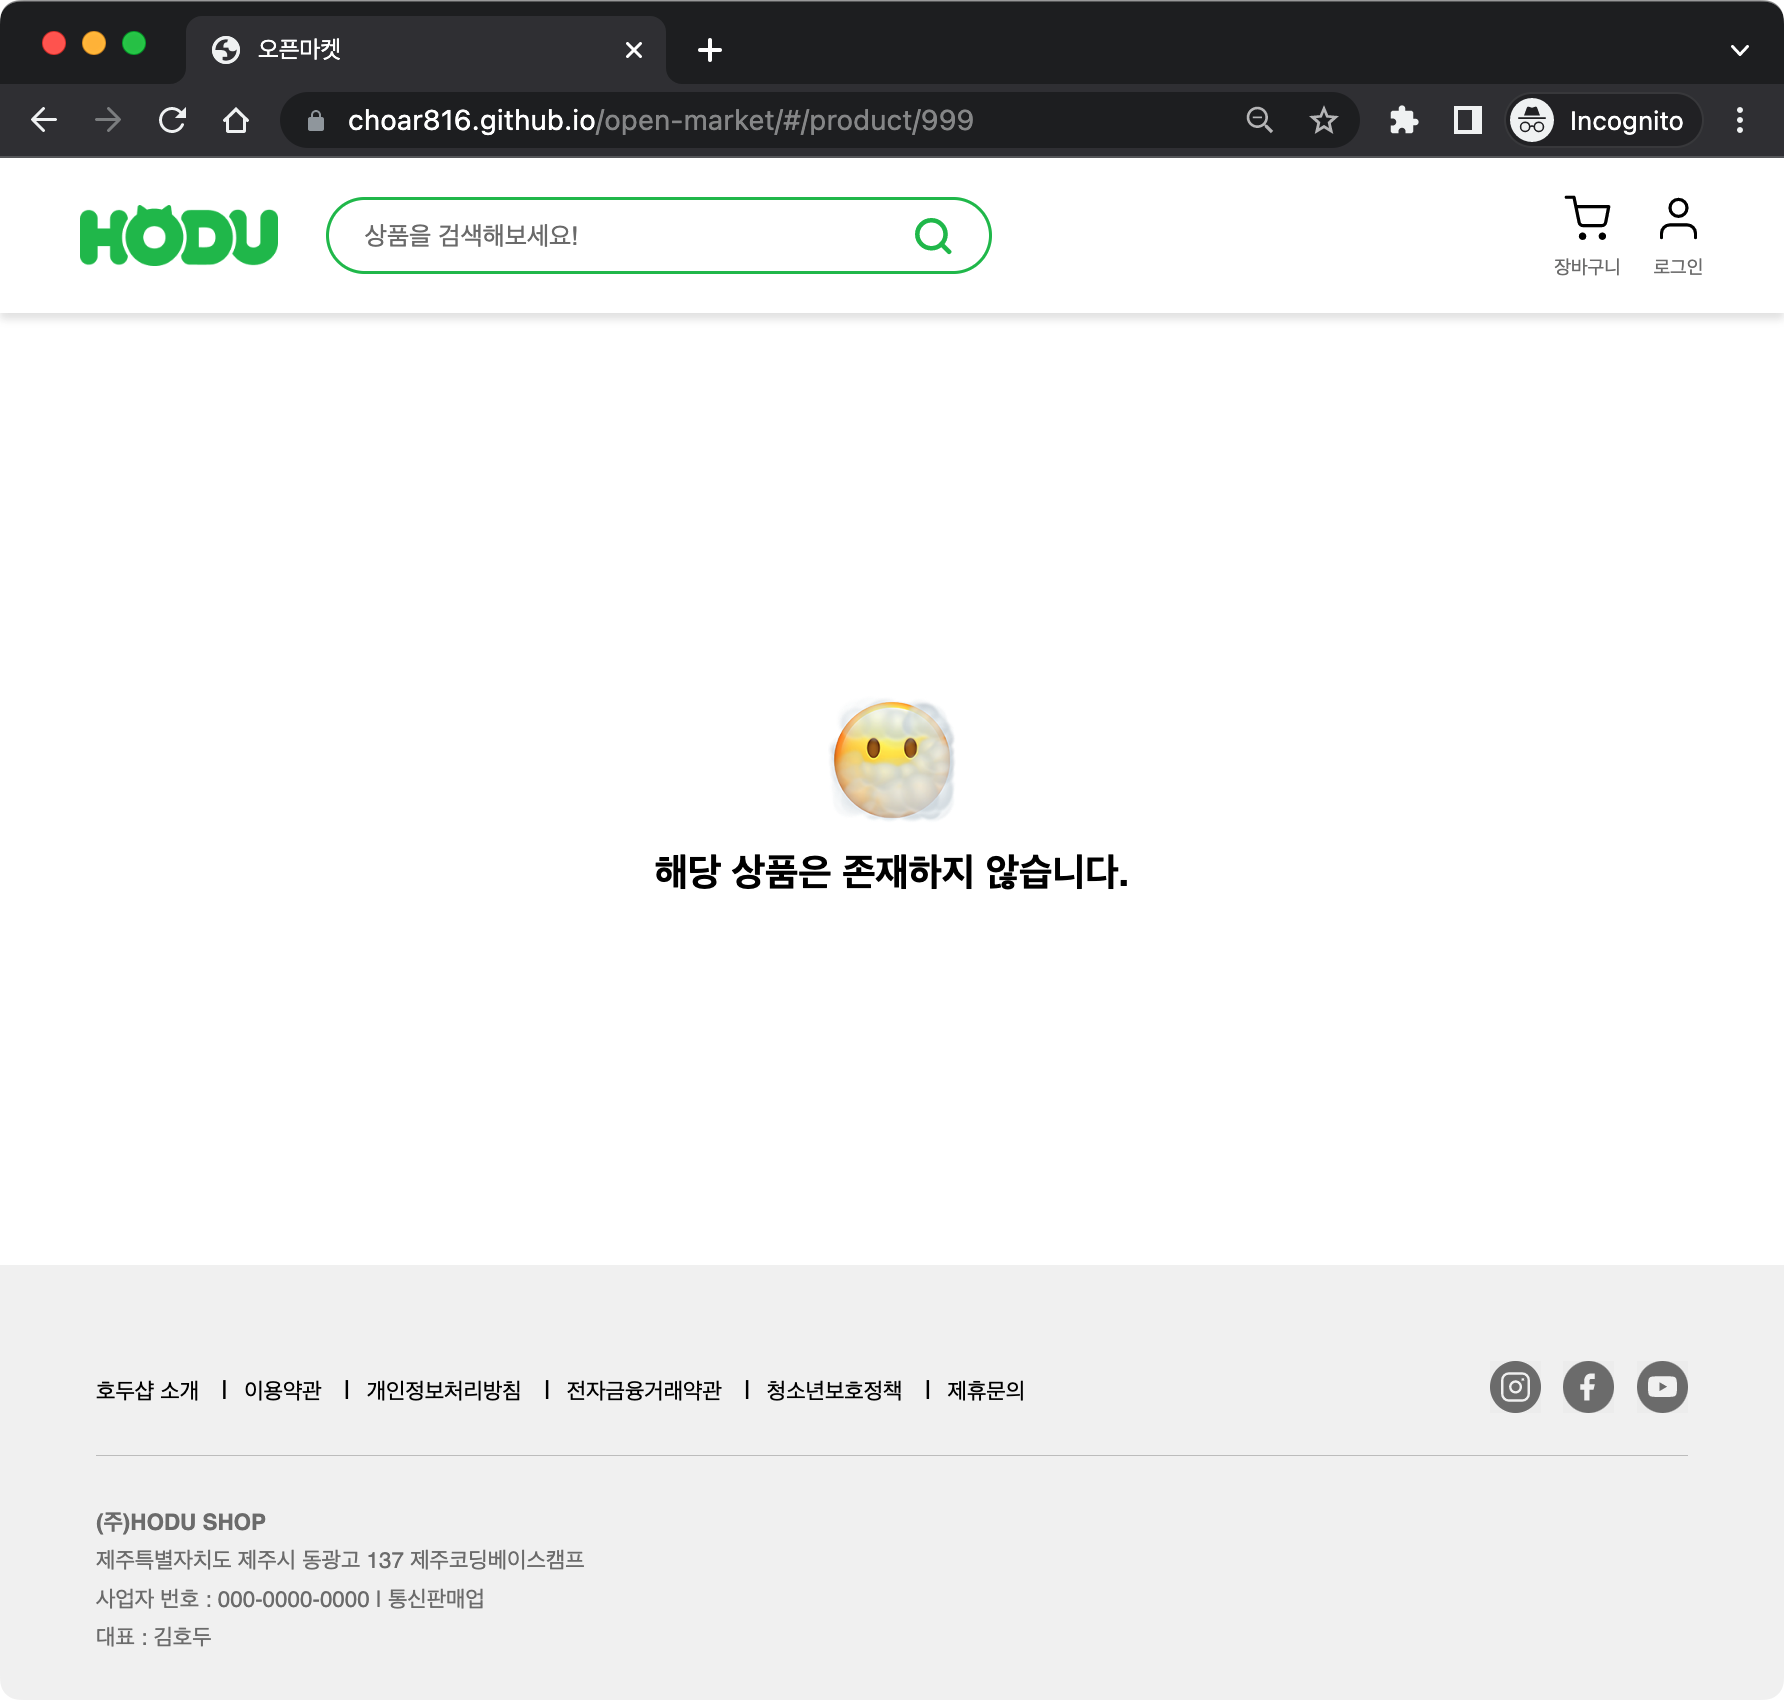 오픈마켓
choar816.github.io/open-market/#/product/999
Incognito
HODU
상품을 검색해보세요!
장바구니
로그인
해당 상품은 존재하지 않습니다.
호두샵 소개 | 이용약관 | 개인정보처리방침 | 전자금융거래약관 | 청소년보호정책 | 제휴문의
(주)HODU SHOP
제주특별자치도 제주시 동광고 137 제주코딩베이스캠프
사업자 번호 : 000-0000-0000 | 통신판매업
대표 : 김호두